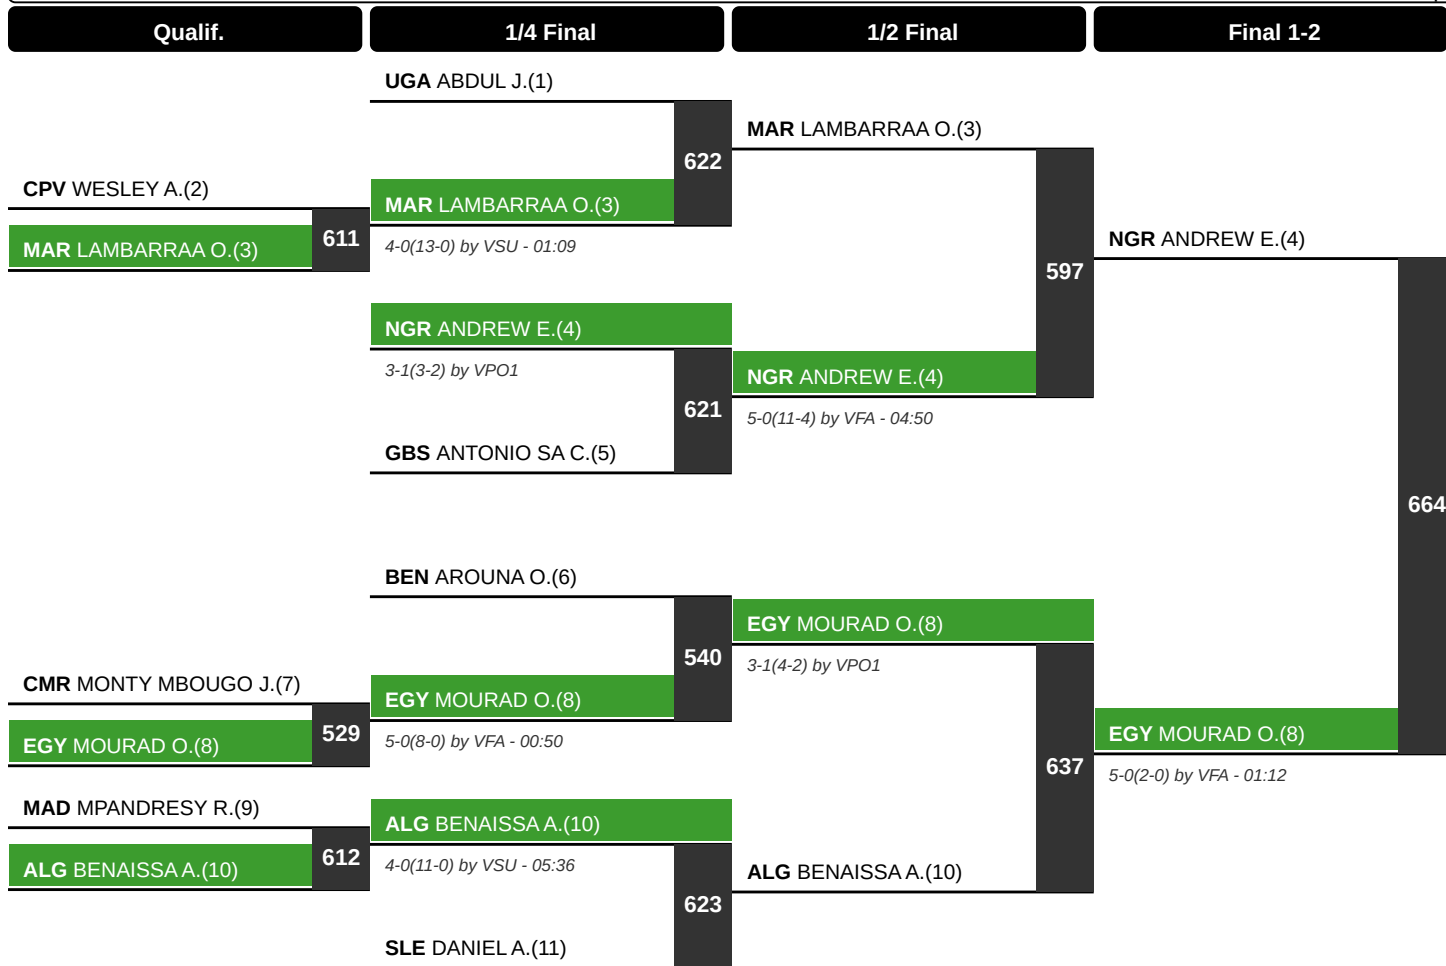 Qualif.
1/4 Final
1/2 Final
Final 1-2
UGA ABDUL J.(1)
MAR LAMBARRAA O.(3)
622
CPV WESLEY A.(2)
MAR LAMBARRAA O.(3)
611
MAR LAMBARRAA O.(3)
4-0(13-0) by VSU - 01:09
NGR ANDREW E.(4)
597
NGR ANDREW E.(4)
3-1(3-2) by VPO1
NGR ANDREW E.(4)
621
5-0(11-4) by VFA - 04:50
GBS ANTONIO SA C.(5)
664
BEN AROUNA O.(6)
EGY MOURAD O.(8)
540
3-1(4-2) by VPO1
CMR MONTY MBOUGO J.(7)
EGY MOURAD O.(8)
529
EGY MOURAD O.(8)
EGY MOURAD O.(8)
5-0(8-0) by VFA - 00:50
637
5-0(2-0) by VFA - 01:12
MAD MPANDRESY R.(9)
ALG BENAISSA A.(10)
612
ALG BENAISSA A.(10)
4-0(11-0) by VSU - 05:36
ALG BENAISSA A.(10)
623
SLE DANIEL A.(11)